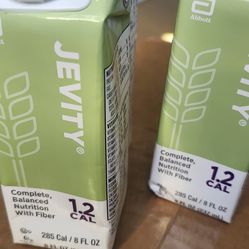 JEVITY®
Complete,
Balanced
Nutrition
With Fiber
1.2
CAL
285 Cal / 8 FL OZ
Abbott
JEVITY
Complete,
Balanced
Nutrition
With Fiber
1.2
CAL
285 Cal / 8 FL OZ